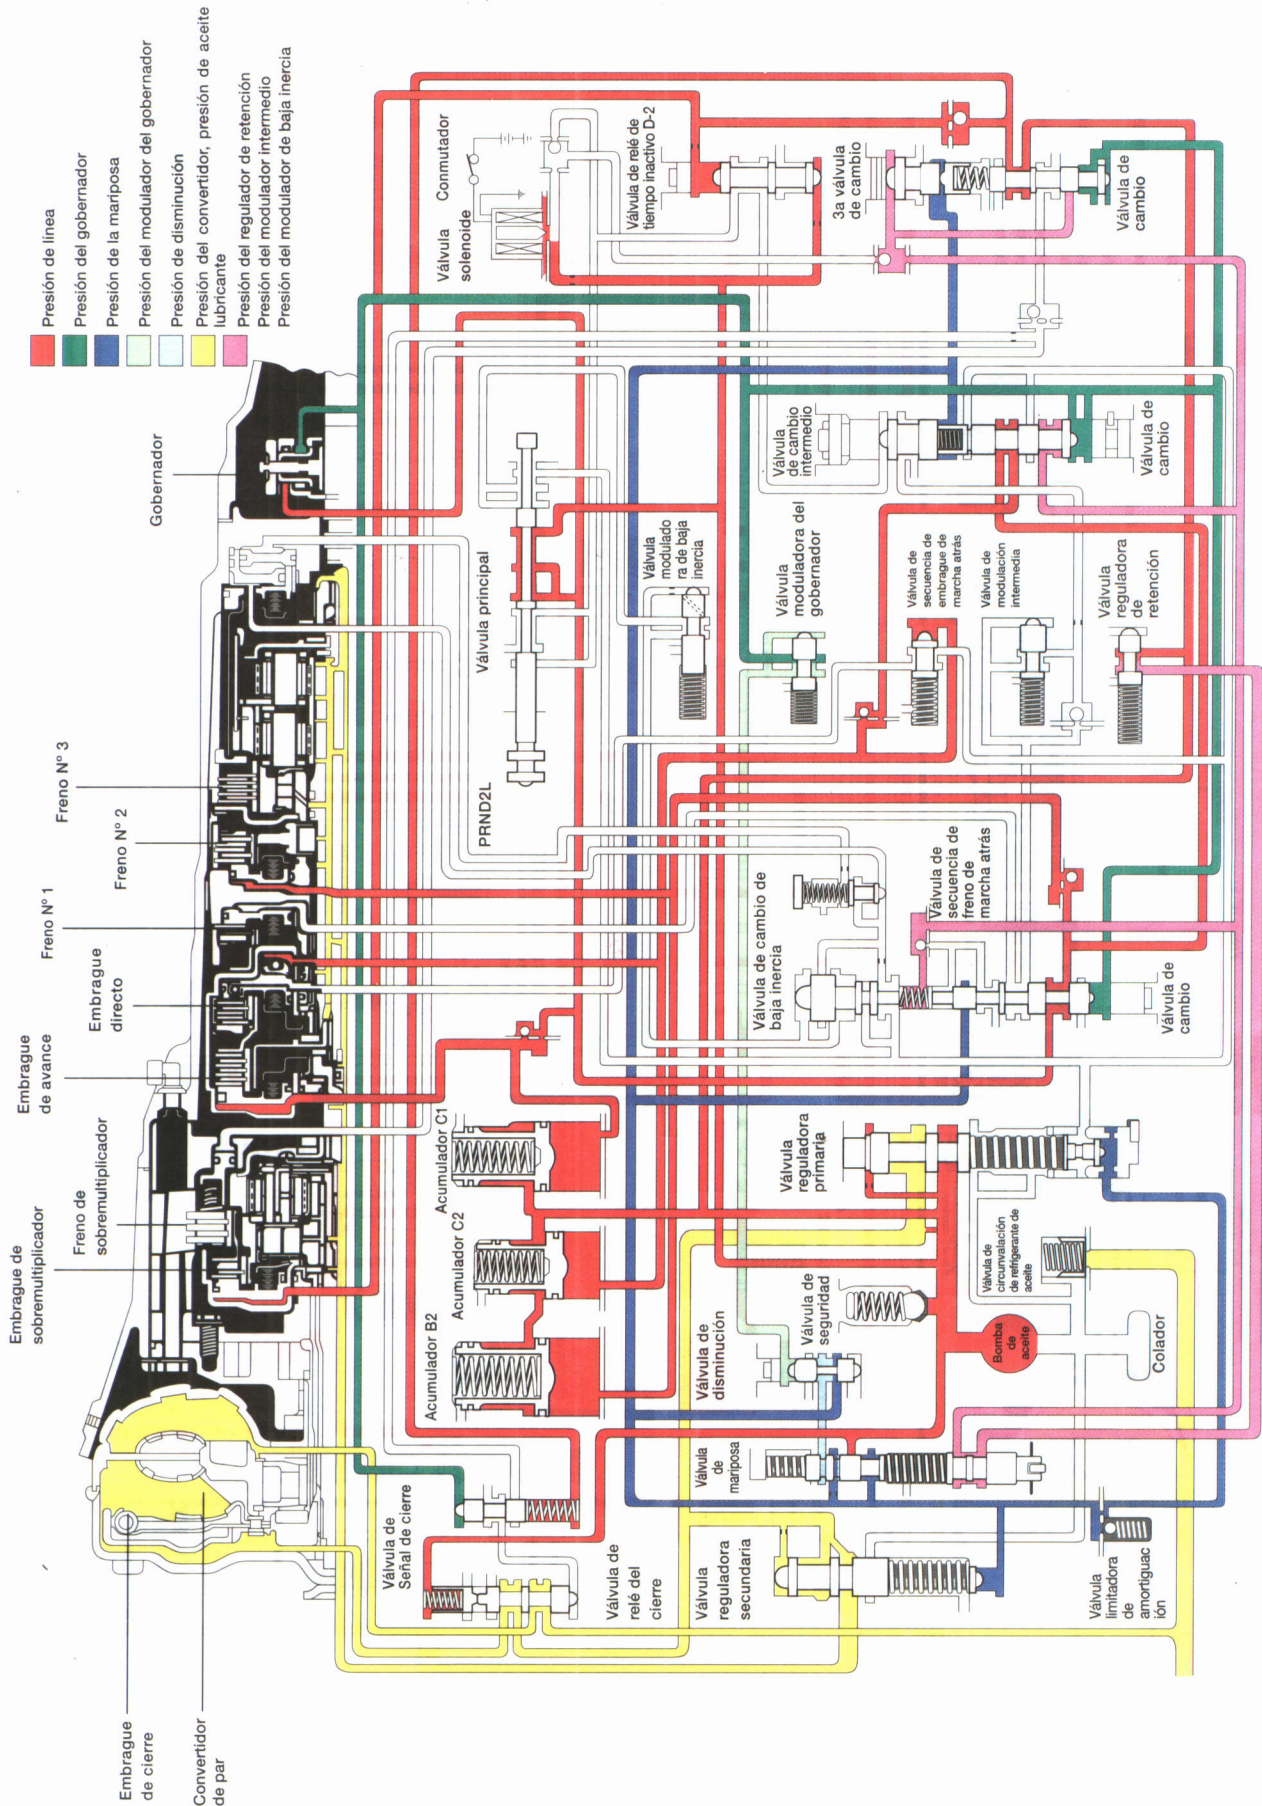 Presión de linea
Presión del gobernador
Presión de la mariposa
Presión del modulador del gobernador
Presión de disminución
Presión del convertidor, presión de aceite
lubricante
Presión del regulador de retención
Presión del modulador intermedio
Presión del modulador de baja inercia
Embrague
de cierre
Convertidor
de par
Embrague de
sobremultiplicador
Freno de
sobremultiplicador
Embrague
de avance
Embrague
directo
Freno Nº 1
Freno Nº 2
Freno Nº 3
Gobernador
Válvula de
Señal de cierre
Acumulador B2
Acumulador C2
Acumulador C1
PRND2L
Válvula principal
Válvula
solenoide
Conmutador
Válvula de
relé del
cierre
Válvula
modulado
ra de baja
inercia
Válvula de relé de
tiempo inactivo D-2
Válvula
reguladora
secundaria
Válvula
de
mariposa
Válvula de
disminución
Válvula de
seguridad
Válvula
reguladora
primaria
Válvula de cambio de
baja inercia
Válvula
moduladora del
gobernador
Válvula
de cambio
intermedio
3a válvula
de cambio
Válvula de
secuencia de
embrague de
marcha atrás
Válvula de
secuencia de
freno de
marcha atrás
Válvula de
modulación
intermedia
Válvula de
circunvalación
de refrigerante de
aceite
Bomba
de
aceite
Colador
Válvula
limitadora
de
amortiguac
ión
Válvula de
cambio
Válvula
reguladora
de
retención
Válvula de
cambio
Válvula de
cambio